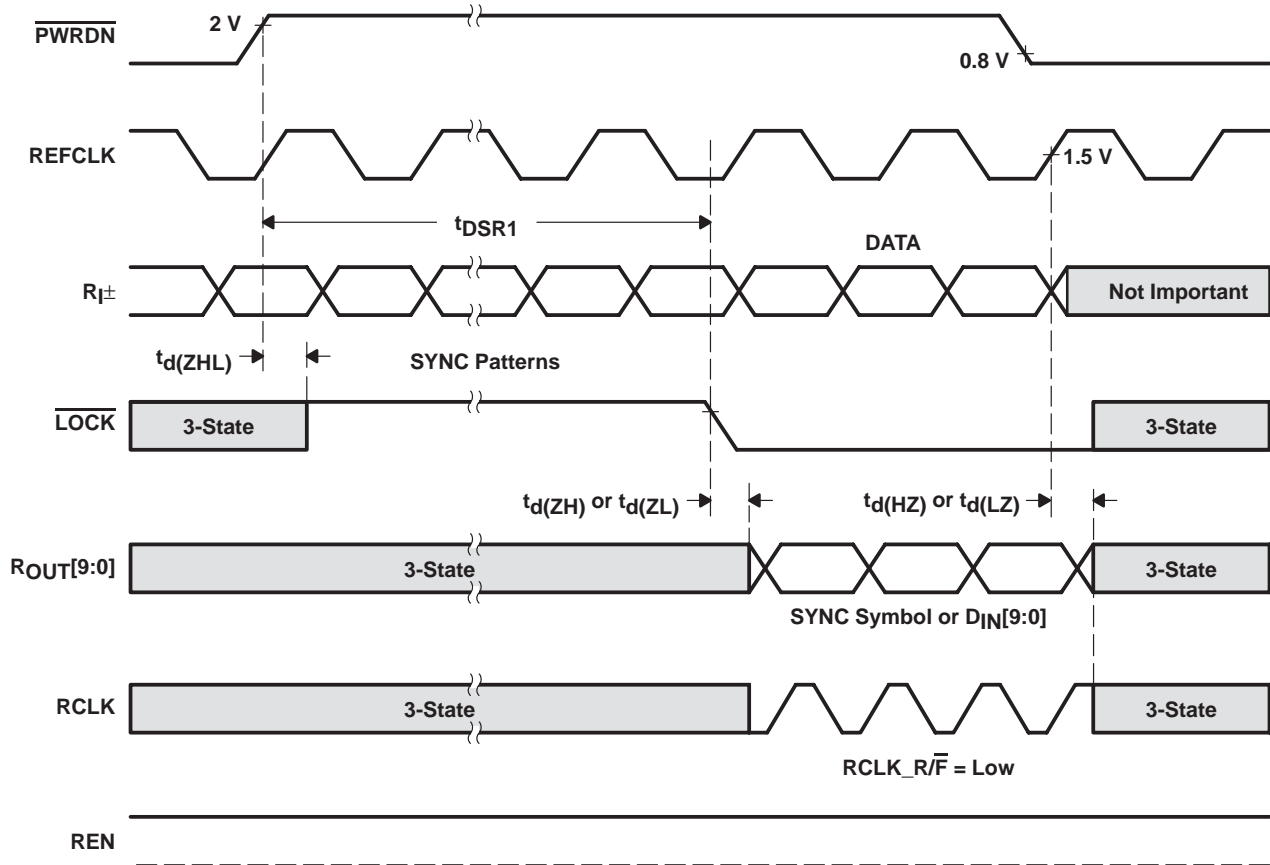 PWRDN
2 V
0.8 V
REFCLK
1.5 V
tDSR1
DATA
RI±
Not Important
td(ZHL)
SYNC Patterns
LOCK
3-State
3-State
td(ZH) or td(ZL)
td(HZ) or td(LZ)
ROUT[9:0]
3-State
3-State
SYNC Symbol or DIN[9:0]
RCLK
3-State
3-State
RCLK_R/F = Low
REN